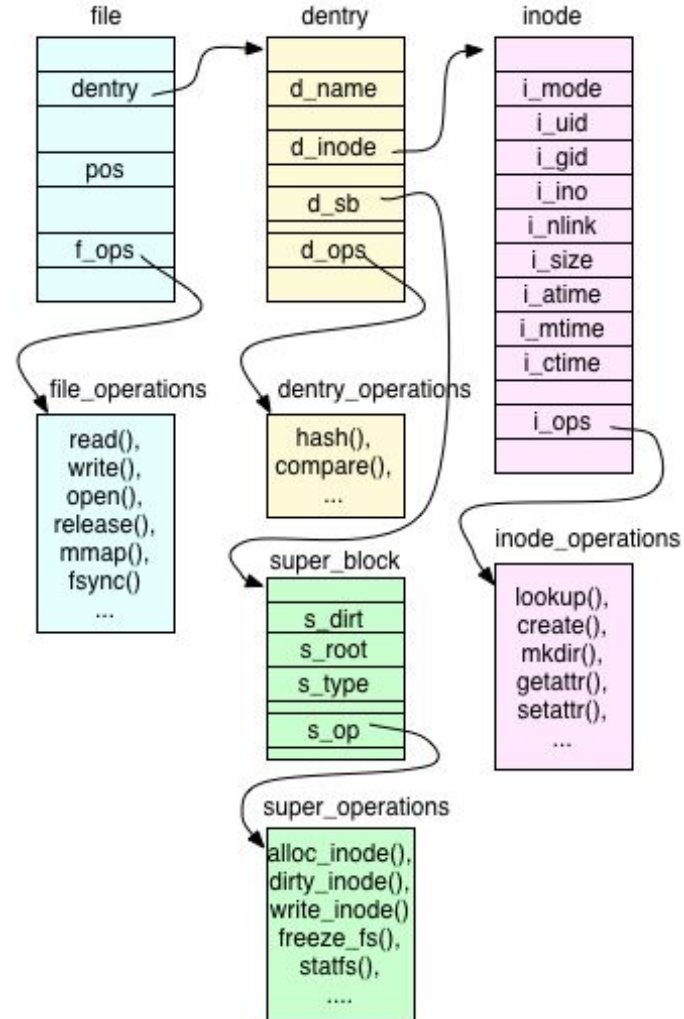 file
dentry
pos
f_ops
file_operations
read(),
write(),
open(),
release(),
mmap(),
fsync()
...
dentry
d_name
d_inode
d_sb
d_ops
dentry_operations
hash(),
compare(),
...
super_block
s_dirt
s_root
s_type
s_op
super_operations
alloc_inode(),
dirty_inode(),
write_inode()
freeze_fs(),
statfs(),
....
inode
i_mode
i_uid
i_gid
i_ino
i_nlink
i_size
i_atime
i_mtime
i_ctime
i_ops
inode_operations
lookup(),
create(),
mkdir(),
getattr(),
setattr(),
...